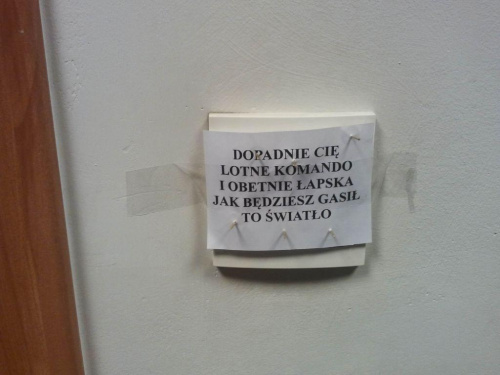 DOPADNIE CIĘ
LOTNE KOMANDO
I OBETNIE ŁAPSKA
JAK BĘDZIESZ GASIŁ
TO ŚWIATŁO